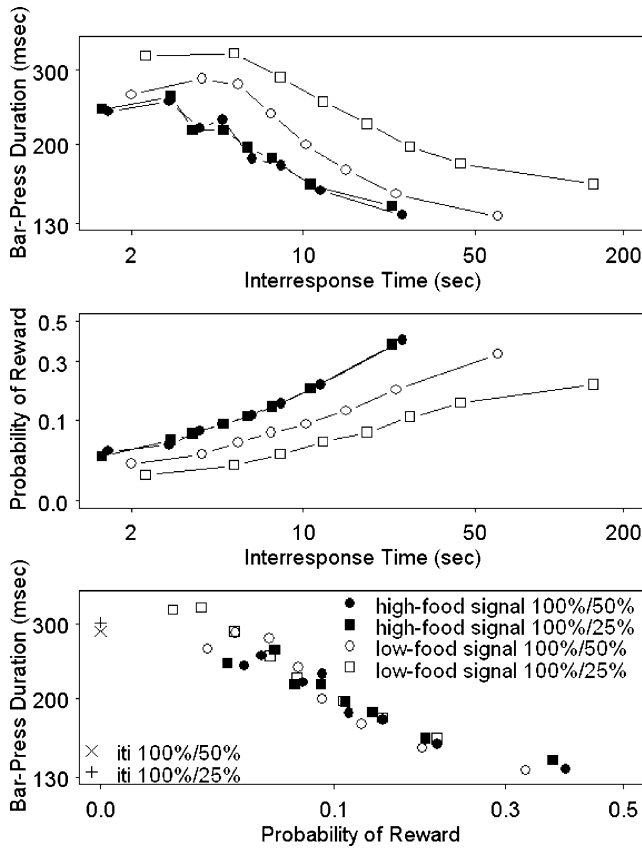 Bar-Press Duration (msec)
300
200
130
2
10
50
200
Interresponse Time (sec)
Probability of Reward
0.5
0.3
0.1
0.0
2
10
50
200
Interresponse Time (sec)
Bar-Press Duration (msec)
300
200
130
high-food signal 100%/50%
high-food signal 100%/25%
low-food signal 100%/50%
low-food signal 100%/25%
iti 100%/50%
iti 100%/25%
0.0
0.1
0.3
0.5
Probability of Reward